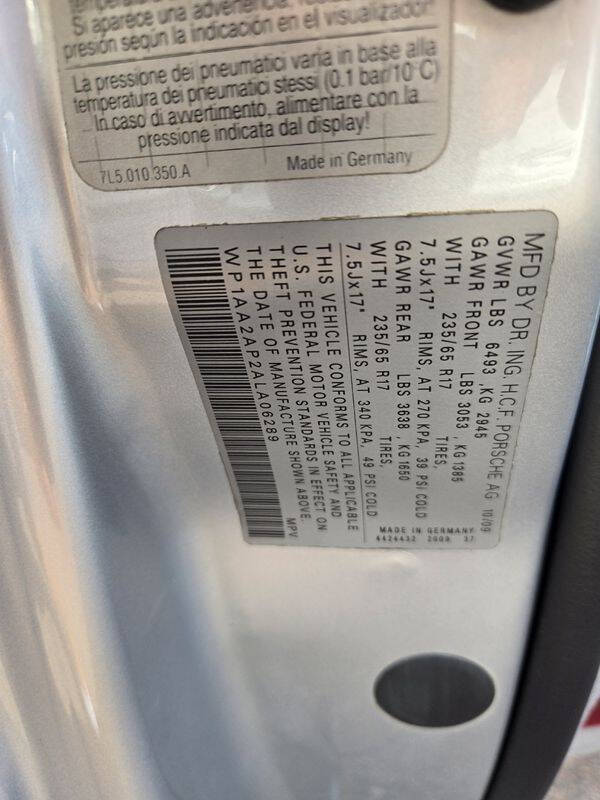 temperatura
Si aparece una advertencia,
presión según la indicación en el visualizador
La pressione dei pneumatici varia in base alla
temperatura dei pneumatici stessi (0.1 bar/10°C)
In caso di avvertimento, alimentare con la
pressione indicata dal display!
7L5.010.350.A Made in Germany
MFD BY DR. ING. H.C.F. PORSCHE AG 10/09
GVWR LBS 6493 ,KG 2945
GAWR FRONT LBS 3053 , KG 1385
WITH 235/65 R17 TIRES,
7.5Jx17" RIMS, AT 270 KPA, 39 PSI COLD
GAWR REAR LBS 3638 , KG 1650
WITH 235/65 R17 TIRES,
7.5Jx17" RIMS, AT 340 KPA, 49 PSI COLD
THIS VEHICLE CONFORMS TO ALL APPLICABLE
U.S. FEDERAL MOTOR VEHICLE SAFETY AND
THEFT PREVENTION STANDARDS IN EFFECT ON
THE DATE OF MANUFACTURE SHOWN ABOVE.
WP1AA2AP2ALA06289 MPV
MADE IN GERMANY
4424432 2009 37